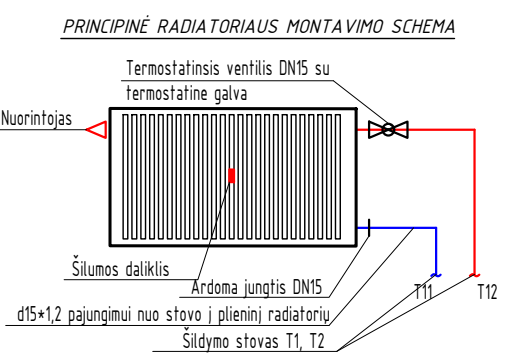 PRINCIPINĖ RADIATORIAUS MONTAVIMO SCHEMA
Termostatinsis ventilis DN15 su
termostatine galva
Nuorintojas
Šilumos daliklis
Ardoma jungtis DN15
T11
T12
d15*1,2 pajungimui nuo stovo į plieninį radiatorių
Šildymo stovas T1, T2